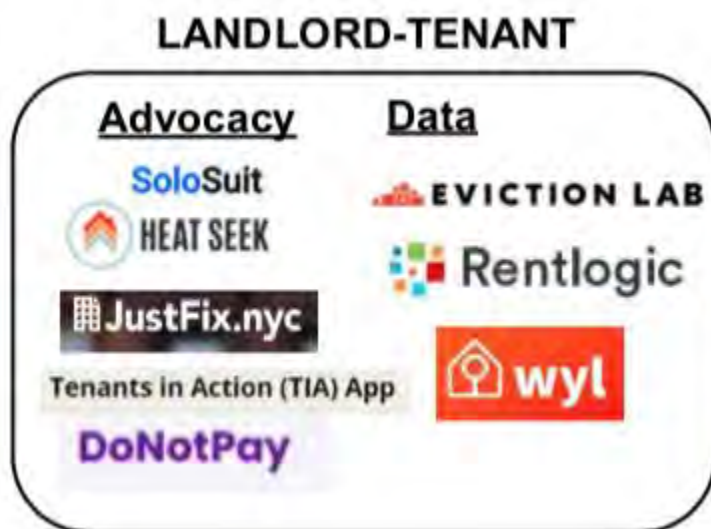 LANDLORD-TENANT
Advocacy
SoloSuit
HEAT SEEK
JustFix.nyc
Tenants in Action (TIA) App
DoNotPay
Data
EVICTION LAB
Rentlogic
wyl